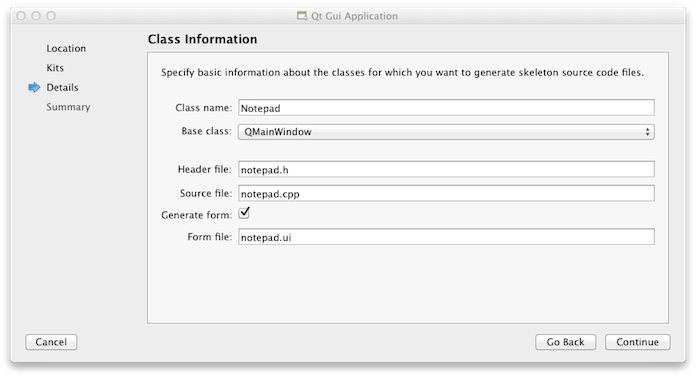 Qt Gui Application
Location
Kits
Details
Summary
Class Information
Specify basic information about the classes for which you want to generate skeleton source code files.
Class name: Notepad
Base class: QMainWindow
Header file: notepad.h
Source file: notepad.cpp
Generate form:
Form file: notepad.ui
Cancel
Go Back
Continue